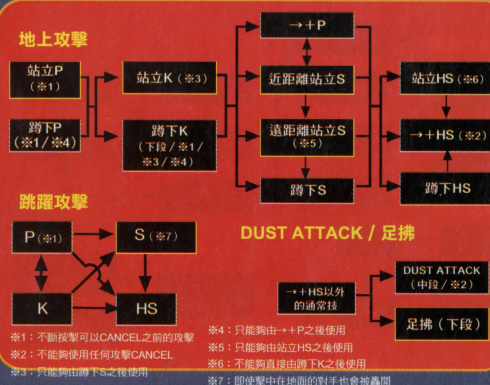 地上攻擊
站立P
(※1)
蹲下P
(※1/※4)
站立K(※3)
蹲下K
(下段/※1/
※3/※4)
→+P
近距離站立S
遠距離站立S
(※5)
蹲下S
站立HS(※6)
→+HS(※2)
蹲下HS
跳躍攻擊
P(※1)
S(※7)
K
HS
DUST ATTACK / 足拂
→+HS以外
的通常技
DUST ATTACK
(中段/※2)
足拂(下段)
※1:不斷按掣可以CANCEL之前的攻擊
※2:不能夠使用任何攻擊CANCEL
※3:只能夠由蹲下S之後使用
※4:只能夠由→+P之後使用
※5:只能夠由站立HS之後使用
※6:不能夠直接由蹲下K之後使用
※7:即使擊中在地面的對手也會被轟開